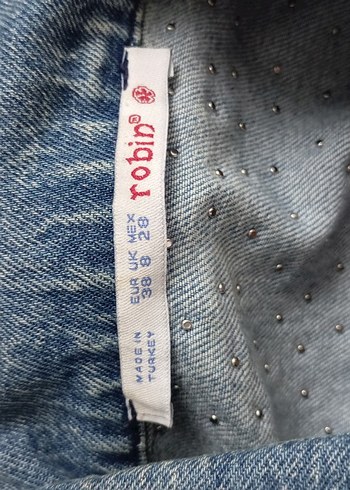 robin®
EUR UK MEX
38 8 28
MADE IN
TURKEY